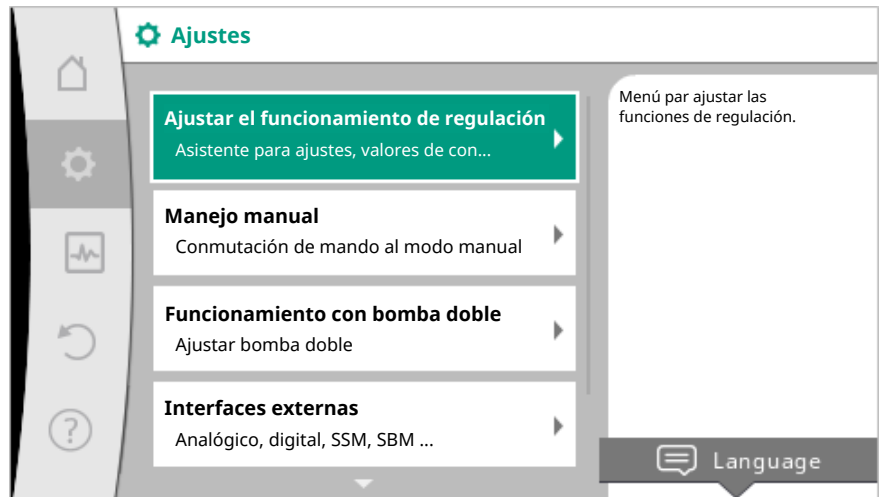 Ajustes
Ajustar el funcionamiento de regulación
Asistente para ajustes, valores de con...
Manejo manual
Conmutación de mando al modo manual
Funcionamiento con bomba doble
Ajustar bomba doble
Interfaces externas
Analógico, digital, SSM, SBM ...
Menú par ajustar las
funciones de regulación.
?
Language